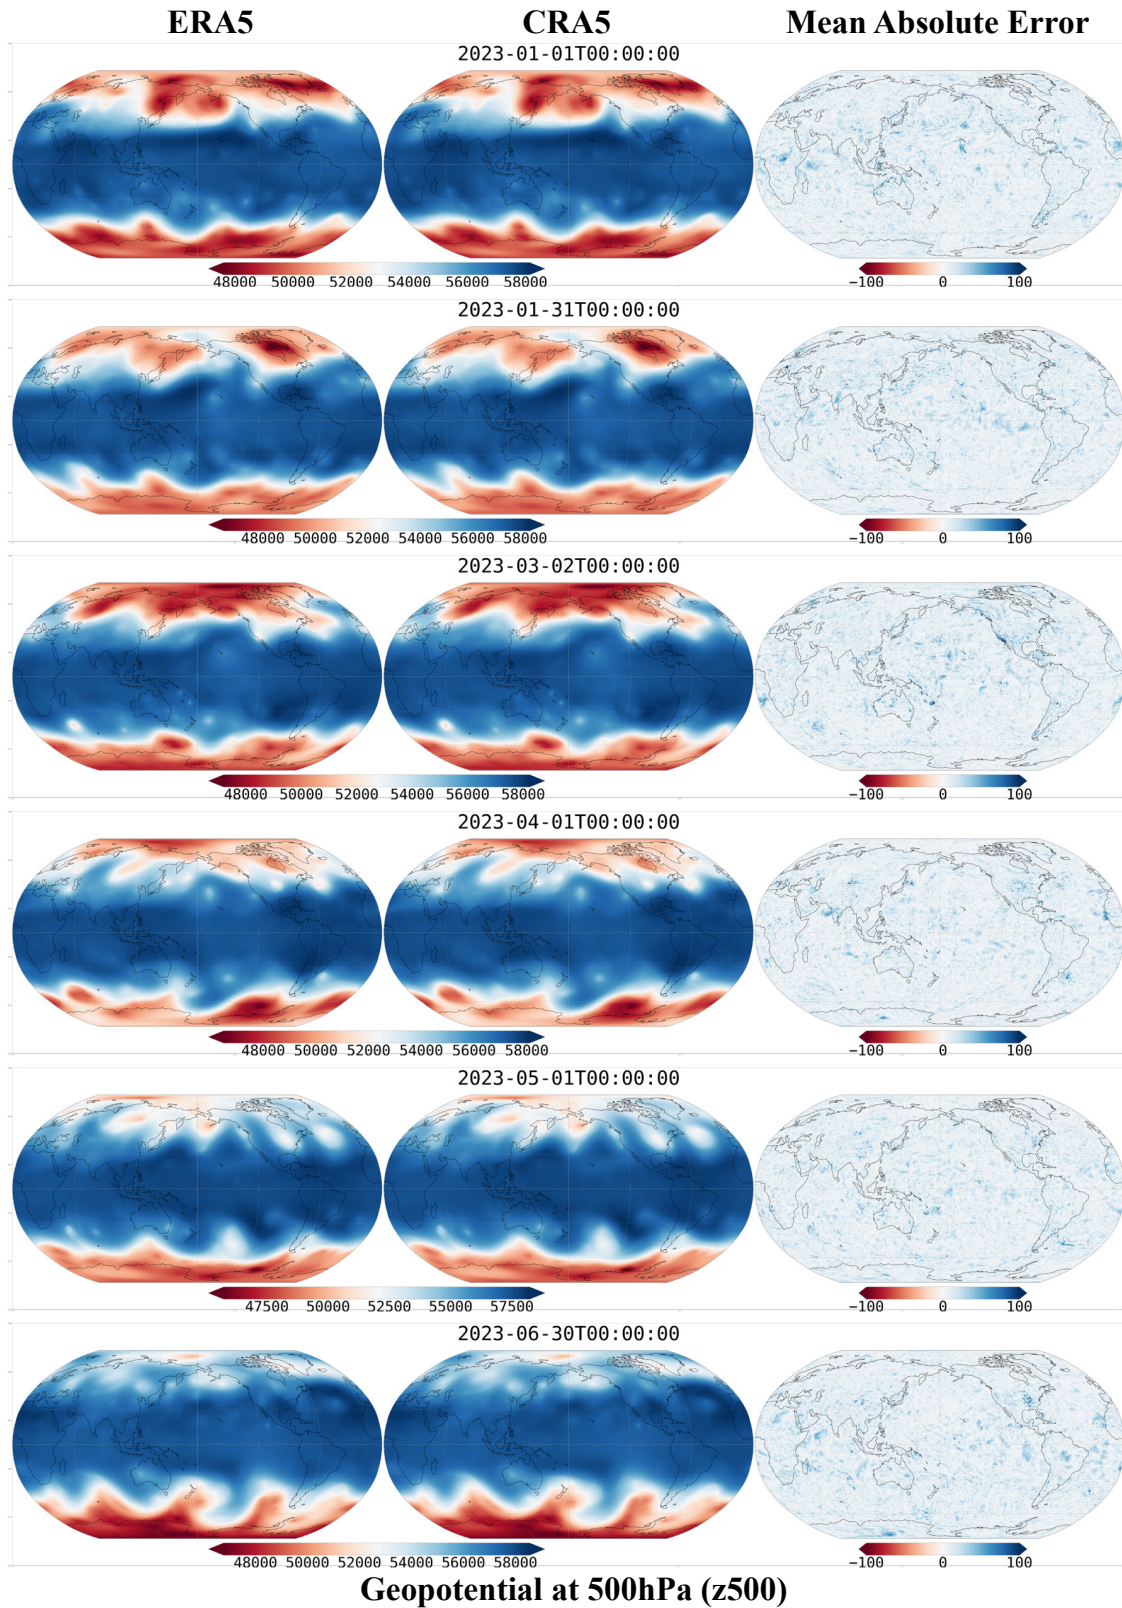 ERA5 CRA5 Mean Absolute Error
2023-01-01T00:00:00
48000 50000 52000 54000 56000 58000 −100 0 100
2023-01-31T00:00:00
48000 50000 52000 54000 56000 58000 −100 0 100
2023-03-02T00:00:00
48000 50000 52000 54000 56000 58000 −100 0 100
2023-04-01T00:00:00
48000 50000 52000 54000 56000 58000 −100 0 100
2023-05-01T00:00:00
47500 50000 52500 55000 57500 −100 0 100
2023-06-30T00:00:00
48000 50000 52000 54000 56000 58000 −100 0 100
Geopotential at 500hPa (z500)